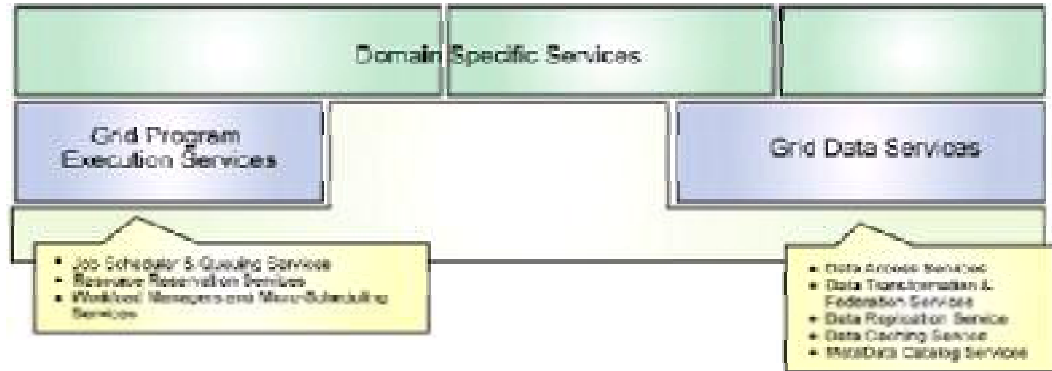 Domain Specific Services
Grid Program
Execution Services
Grid Data Services
Job Scheduler & Queuing Services
Resource Reservation Services
Workload Managers and Micro-Scheduling
Services
Data Access Services
Data Transformation &
Federation Services
Data Replication Service
Data Caching Service
MetaData Catalog Services